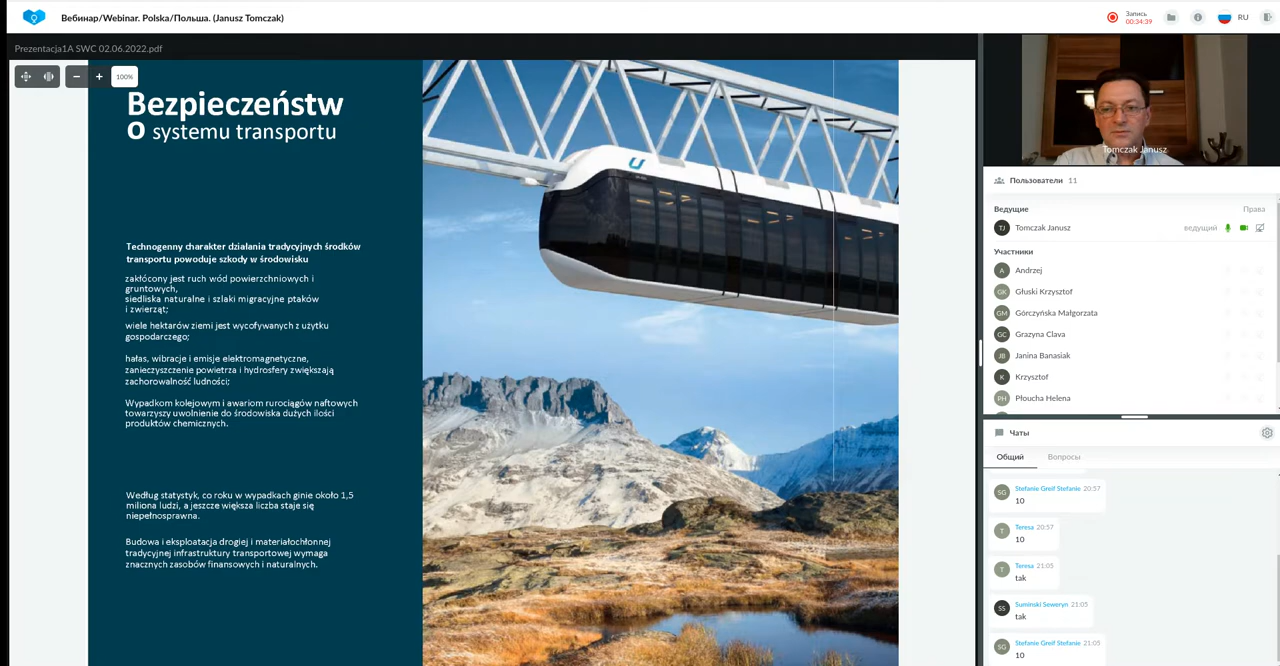 Вебинар/Webinar. Polska/Польша. (Janusz Tomczak)
Запись
00:34:39
RU
Prezentacja1A SWC 02.06.2022.pdf
100%
Bezpieczeństw
o systemu transportu
Technogenny charakter działania tradycyjnych środków
transportu powoduje szkody w środowisku
zakłócony jest ruch wód powierzchniowych i
gruntowych,
siedliska naturalne i szlaki migracyjne ptaków
i zwierząt;
wiele hektarów ziemi jest wycofywanych z użytku
gospodarczego;
hałas, wibracje i emisje elektromagnetyczne,
zanieczyszczenie powietrza i hydrosfery zwiększają
zachorowalność ludności;
Wypadkom kolejowym i awariom rurociągów naftowych
towarzyszy uwolnienie do środowiska dużych ilości
produktów chemicznych.
Według statystyk, co roku w wypadkach ginie około 1,5
miliona ludzi, a jeszcze większa liczba staje się
niepełnosprawna.
Budowa i eksploatacja drogiej i materiałochłonnej
tradycyjnej infrastruktury transportowej wymaga
znacznych zasobów finansowych i naturalnych.
Tomczak Janusz
Пользователи 11
Ведущие Права
TJ Tomczak Janusz ведущий
Участники
A Andrzej
GK Głuski Krzysztof
GM Górczyńska Małgorzata
GC Grazyna Clava
JB Janina Banasiak
K Krzysztof
PH Płoucha Helena
Чаты
Общий Вопросы
SG Stefanie Greif Stefanie 20:57
10
T Teresa 20:57
10
T Teresa 21:05
tak
SS Suminski Seweryn 21:05
tak
SG Stefanie Greif Stefanie 21:05
10